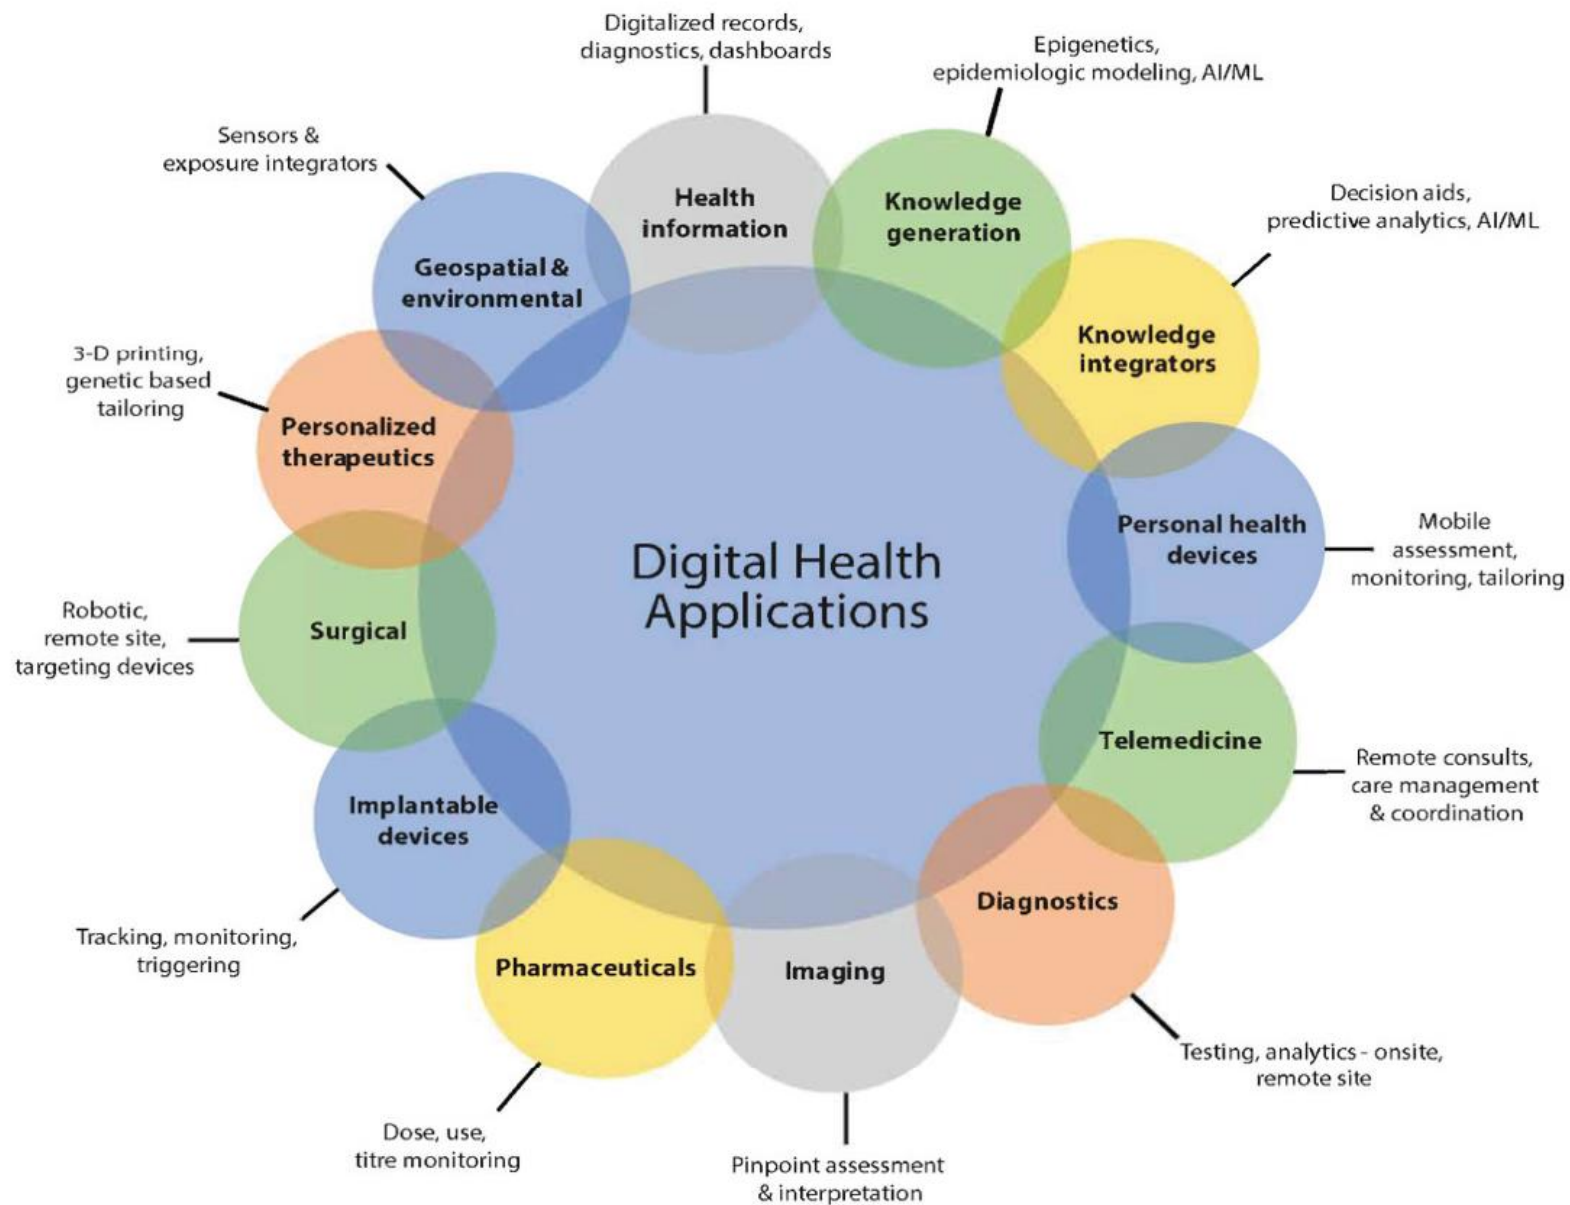 Digitalized records,
diagnostics, dashboards
Health
information
Epigenetics,
epidemiologic modeling, AI/ML
Knowledge
generation
Decision aids,
predictive analytics, AI/ML
Knowledge
integrators
Personal health
devices
Mobile
assessment,
monitoring, tailoring
Telemedicine
Remote consults,
care management
& coordination
Diagnostics
Testing, analytics - onsite,
remote site
Imaging
Pinpoint assessment
& interpretation
Pharmaceuticals
Dose, use,
titre monitoring
Implantable
devices
Tracking, monitoring,
triggering
Surgical
Robotic,
remote site,
targeting devices
Personalized
therapeutics
3-D printing,
genetic based
tailoring
Geospatial &
environmental
Sensors &
exposure integrators
Digital Health
Applications